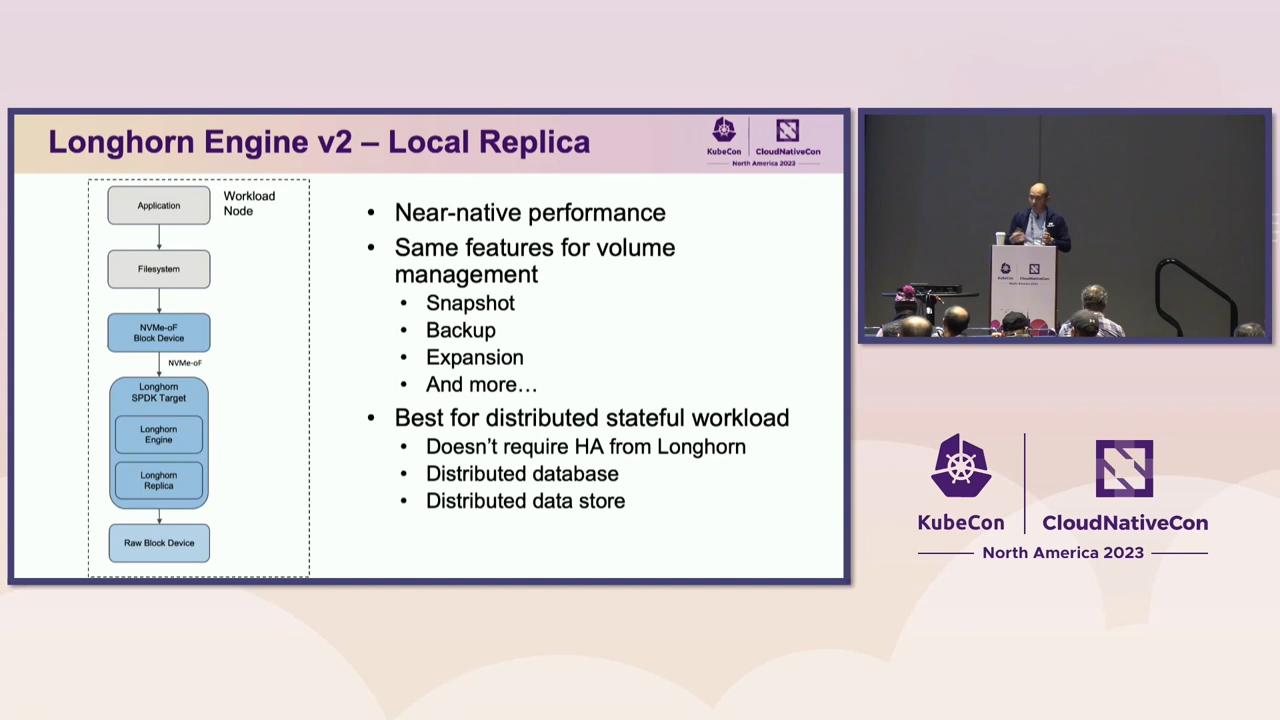 Longhorn Engine v2 – Local Replica
KubeCon
CloudNativeCon
North America 2023
Workload
Node
Application
Filesystem
NVMe-oF
Block Device
NVMe-oF
Longhorn
SPDK Target
Longhorn
Engine
Longhorn
Replica
Raw Block Device
• Near-native performance
• Same features for volume
management
• Snapshot
• Backup
• Expansion
• And more…
• Best for distributed stateful workload
• Doesn’t require HA from Longhorn
• Distributed database
• Distributed data store
KubeCon
CloudNativeCon
North America 2023